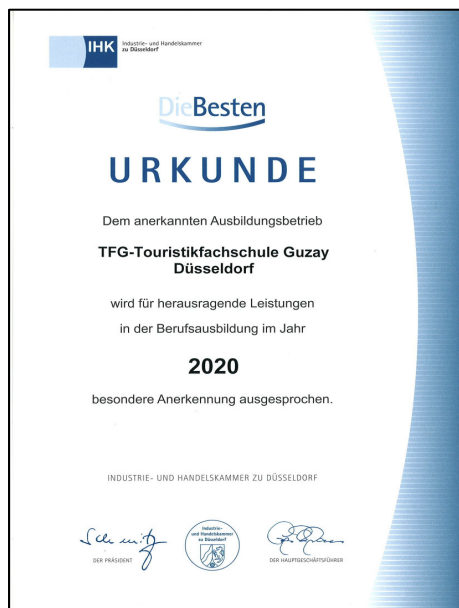 IHK Industrie- und Handelskammer
zu Düsseldorf
DieBesten
URKUNDE
Dem anerkannten Ausbildungsbetrieb
TFG-Touristikfachschule Guzay
Düsseldorf
wird für herausragende Leistungen
in der Berufsausbildung im Jahr
2020
besondere Anerkennung ausgesprochen.
INDUSTRIE- UND HANDELSKAMMER ZU DÜSSELDORF
Schmitz
Industrie-
und Handelskammer
zu Düsseldorf
DER PRÄSIDENT
DER HAUPTGESCHÄFTSFÜHRER